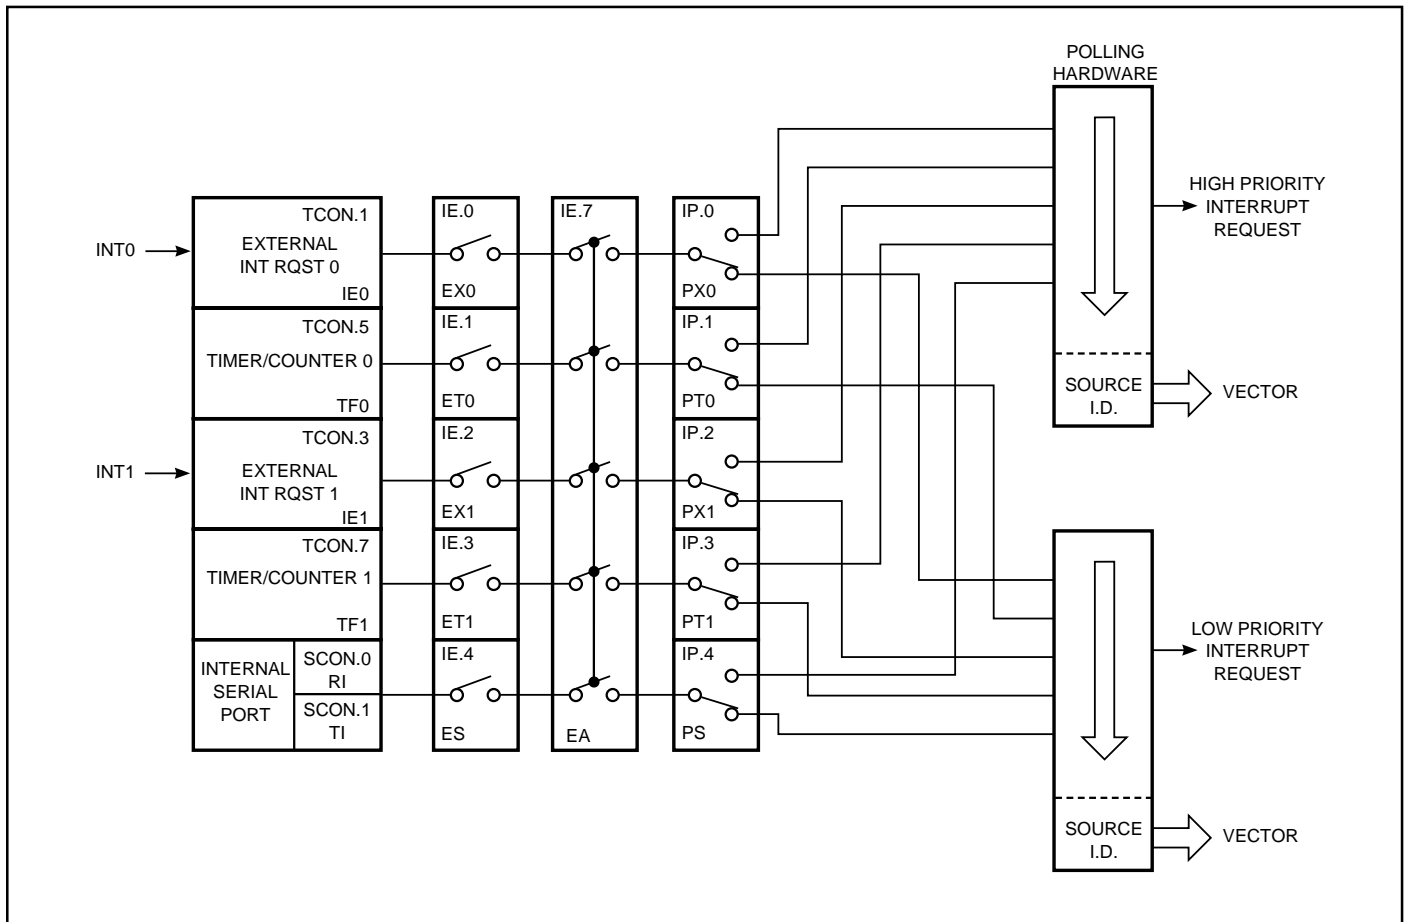 POLLING
HARDWARE
HIGH PRIORITY
INTERRUPT
REQUEST
SOURCE
I.D.
VECTOR
INT0
TCON.1
EXTERNAL
INT RQST 0
IE0
IE.0
EX0
IE.7
IP.0
PX0
TCON.5
TIMER/COUNTER 0
TF0
IE.1
ET0
IP.1
PT0
INT1
TCON.3
EXTERNAL
INT RQST 1
IE1
IE.2
EX1
IP.2
PX1
TCON.7
TIMER/COUNTER 1
TF1
IE.3
ET1
IP.3
PT1
INTERNAL
SERIAL
PORT
SCON.0
RI
SCON.1
TI
IE.4
ES
EA
IP.4
PS
LOW PRIORITY
INTERRUPT
REQUEST
SOURCE
I.D.
VECTOR